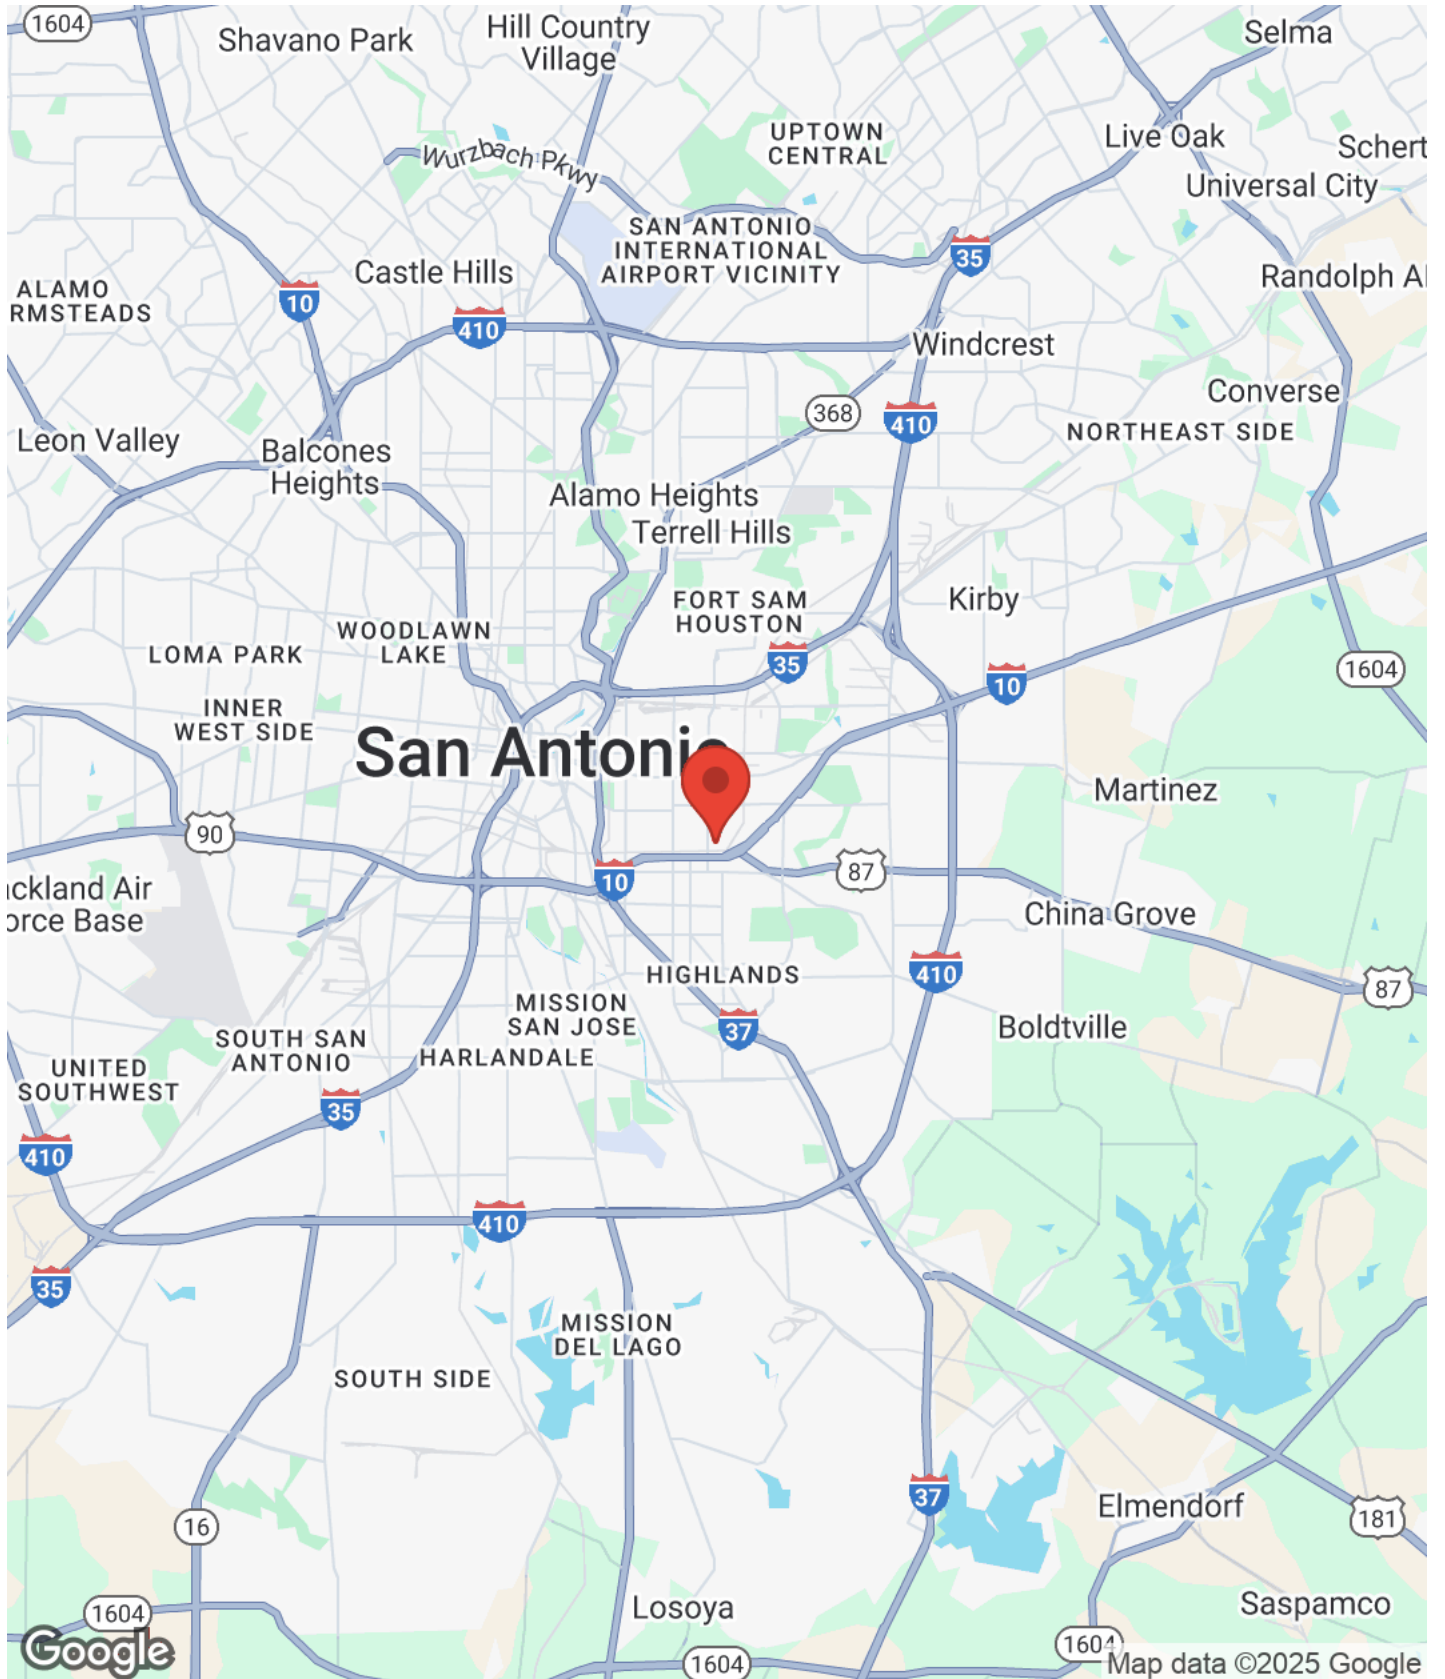 1604
Shavano Park
Hill Country
Village
Selma
UPTOWN
CENTRAL
Live Oak
Schert
Wurzbach Pkwy
Universal City
SAN ANTONIO
INTERNATIONAL
AIRPORT VICINITY
35
Castle Hills
Randolph A
ALAMO
RMSTEADS
10
410
Windcrest
Converse
368
410
Leon Valley
NORTHEAST SIDE
Balcones
Heights
Alamo Heights
Terrell Hills
FORT SAM
HOUSTON
Kirby
WOODLAWN
LAKE
LOMA PARK
35
1604
10
INNER
WEST SIDE
San Antonio
Martinez
90
87
10
ckland Air
orce Base
China Grove
HIGHLANDS
410
87
MISSION
SAN JOSE
37
Boldtville
SOUTH SAN
ANTONIO
HARLANDALE
UNITED
SOUTHWEST
35
410
410
35
MISSION
DEL LAGO
SOUTH SIDE
37
Elmendorf
181
16
1604
Losoya
Saspamco
1604
1604
Google
Map data ©2025 Google